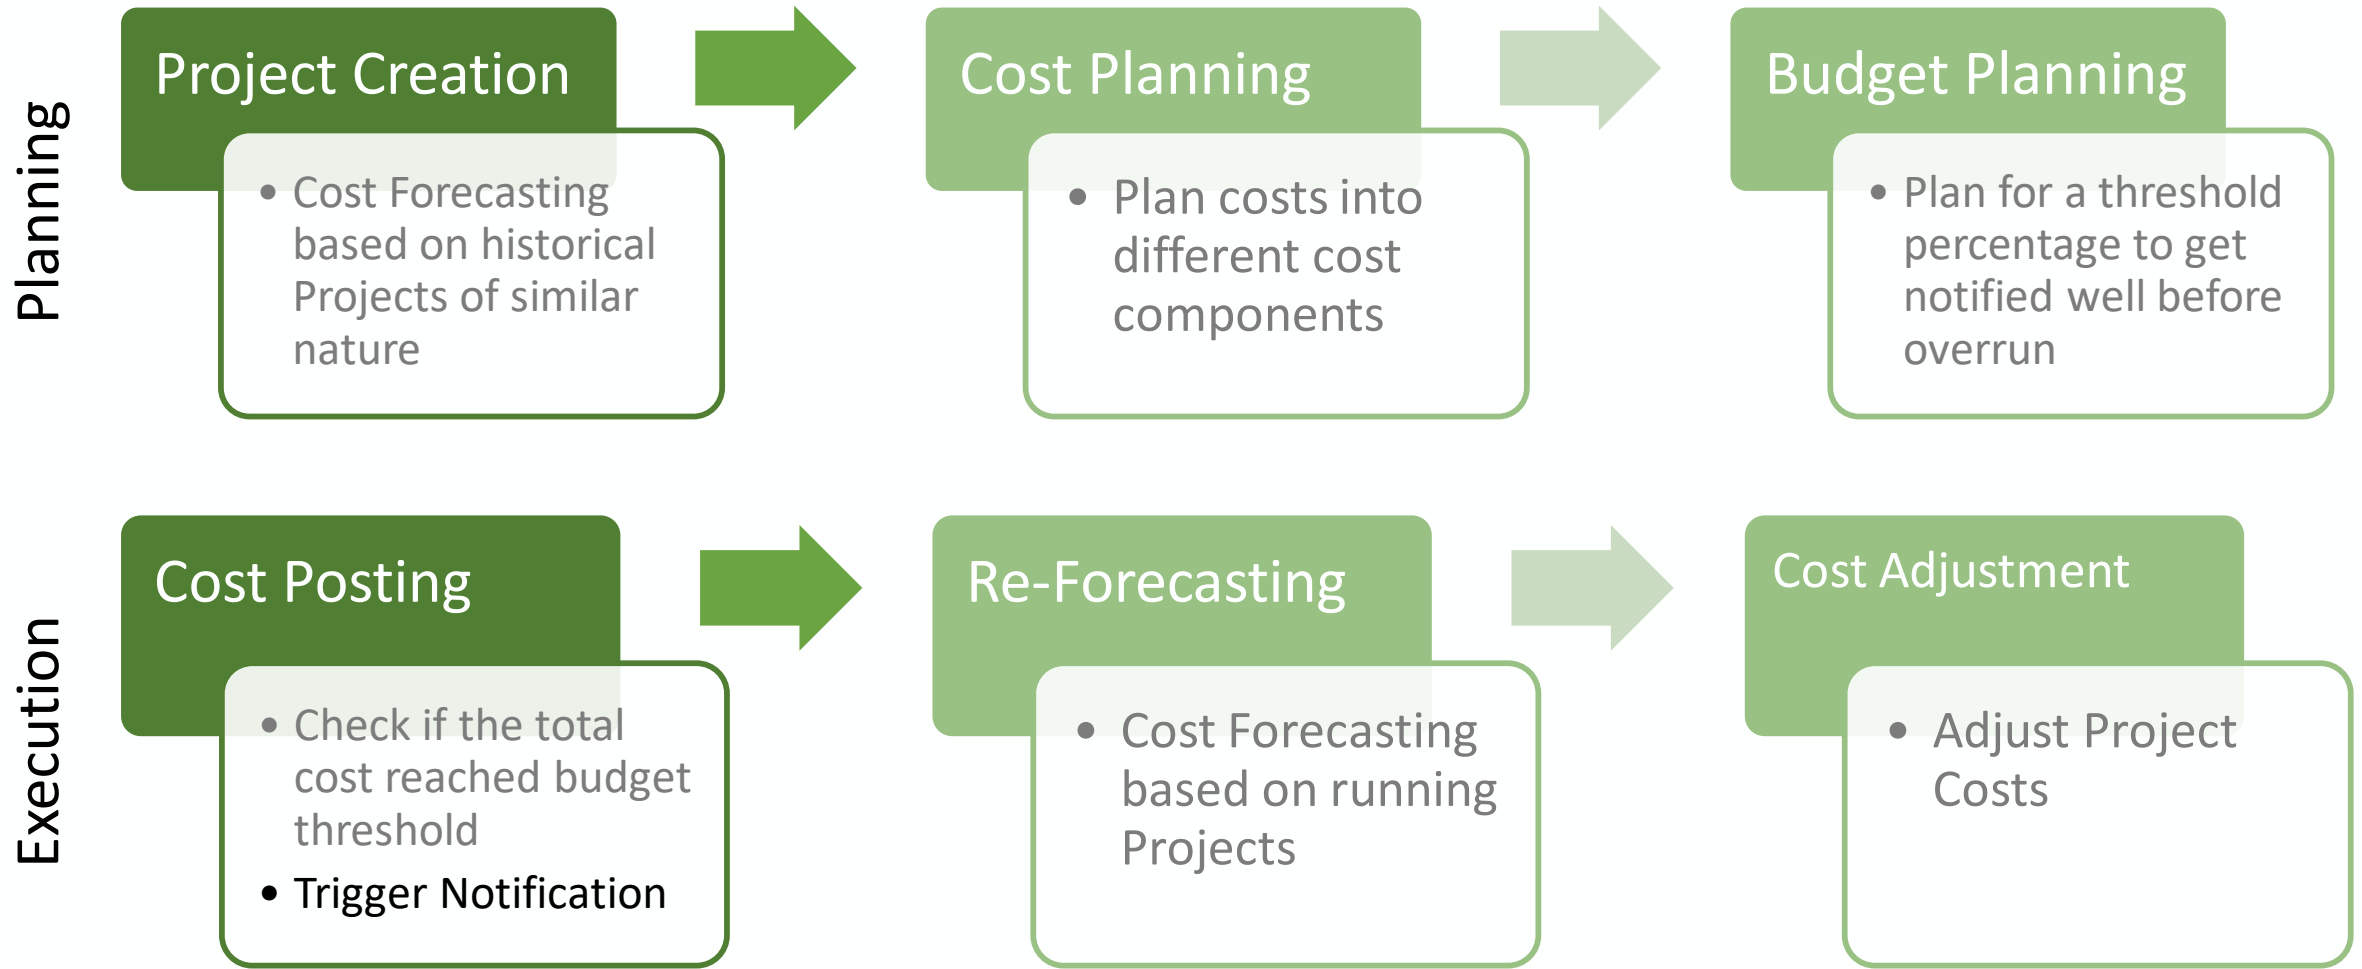 Planning
Project Creation
• Cost Forecasting
based on historical
Projects of similar
nature
Cost Planning
• Plan costs into
different cost
components
Budget Planning
• Plan for a threshold
percentage to get
notified well before
overrun
Execution
Cost Posting
• Check if the total
cost reached budget
threshold
• Trigger Notification
Re-Forecasting
• Cost Forecasting
based on running
Projects
Cost Adjustment
• Adjust Project
Costs